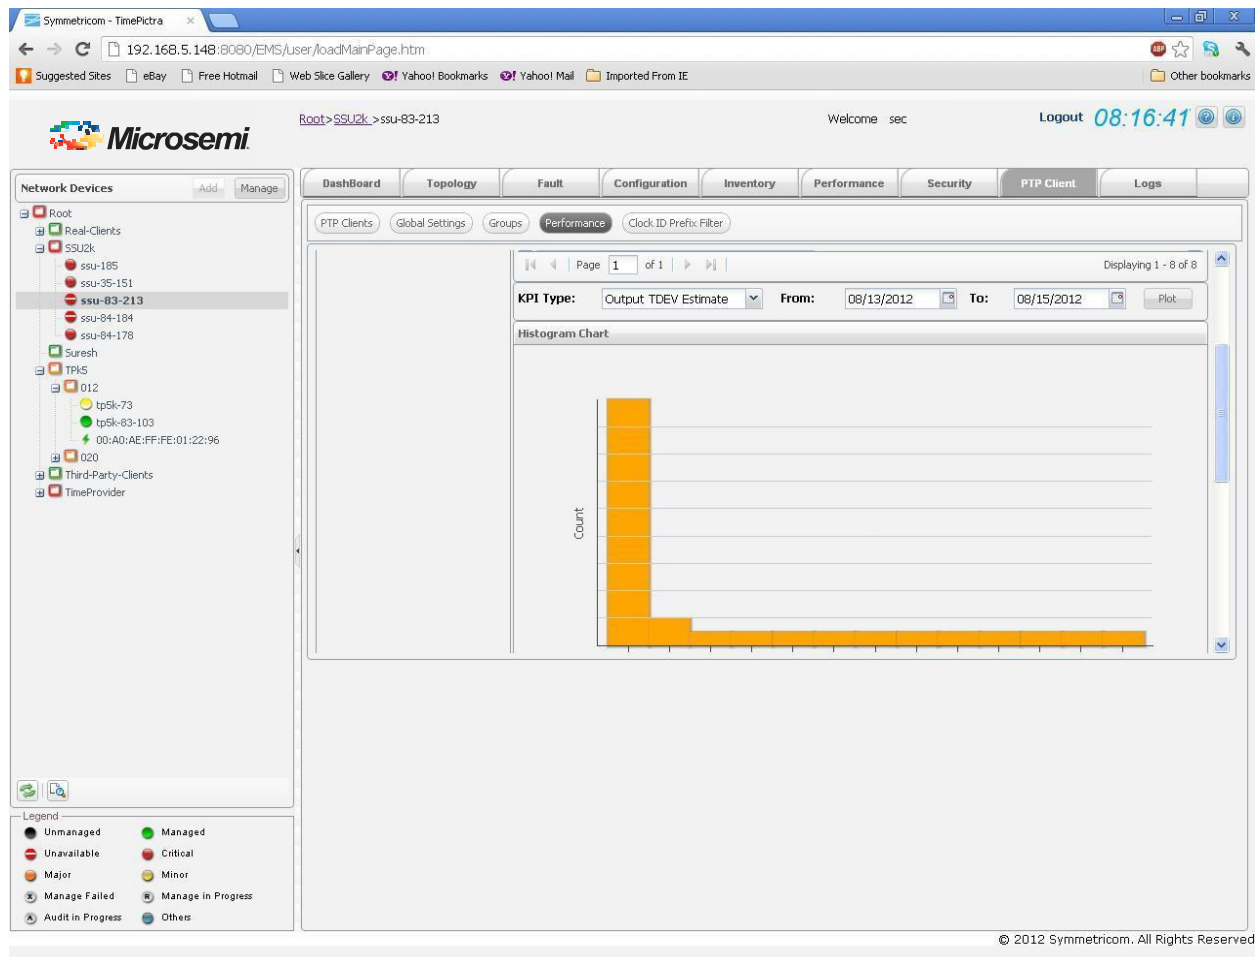 Symmetricom - TimePictra
192.168.5.148:8080/EMS/user/loadMainPage.htm
ABP
Suggested Sites eBay Free Hotmail Web Slice Gallery Yahoo! Bookmarks Yahoo! Mail Imported From IE Other bookmarks
Microsemi
Root>SSU2k >ssu-83-213
Welcome sec
Logout 08:16:41
Network Devices Add Manage
DashBoard Topology Fault Configuration Inventory Performance Security PTP Client Logs
PTP Clients Global Settings Groups Performance Clock ID Prefix Filter
Root
Real-Clients
SSU2k
ssu-185
ssu-35-151
ssu-83-213
ssu-84-184
ssu-84-178
Suresh
TPk5
012
tp5k-73
tp5k-83-103
00:A0:AE:FF:FE:01:22:96
020
Third-Party-Clients
TimeProvider
Page 1 of 1 Displaying 1 - 8 of 8
KPI Type: Output TDEV Estimate From: 08/13/2012 To: 08/15/2012 Plot
Histogram Chart
Count
Legend
Unmanaged Managed
Unavailable Critical
Major Minor
X Manage Failed R Manage in Progress
A Audit in Progress Others
© 2012 Symmetricom. All Rights Reserved